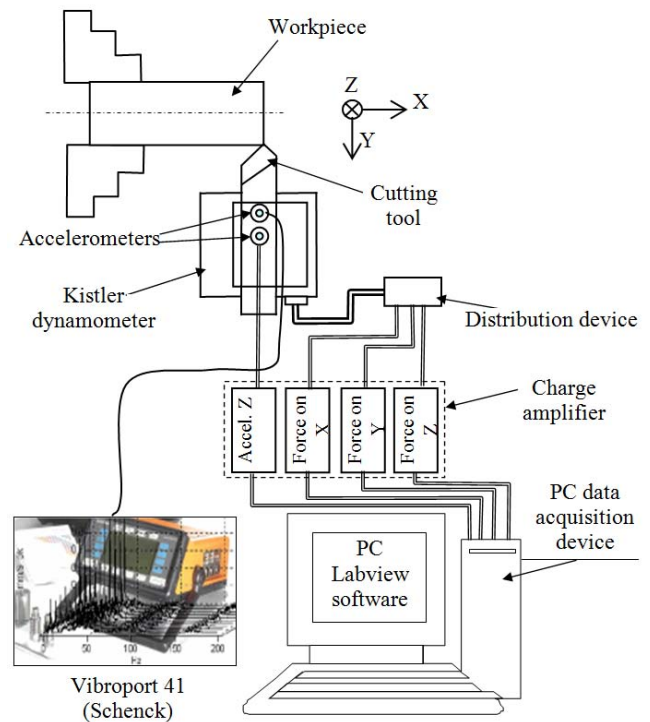 Workpiece
Z
X
Y
Cutting
tool
Accelerometers
Kistler
dynamometer
Distribution device
Accel. Z
Force on
X
Force on
Y
Force on
Z
Charge
amplifier
PC data
acquisition
device
PC
Labview
software
0
50
100
150
200
Hz
Vibroport 41
(Schenck)